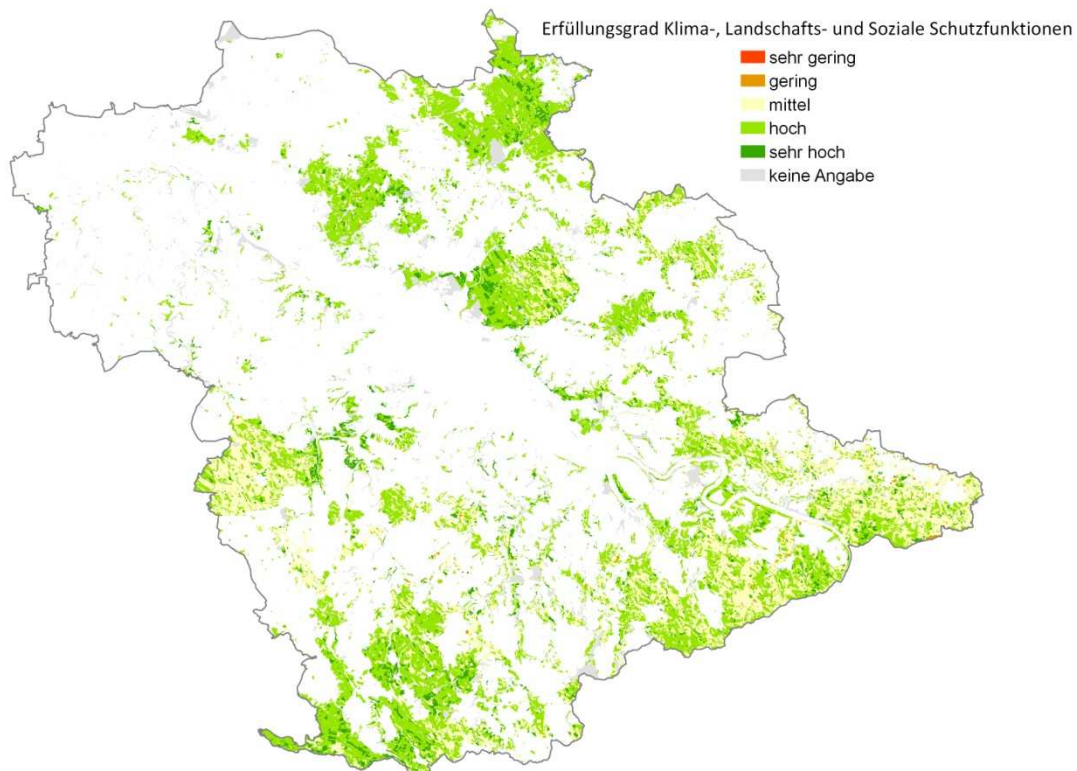 Erfüllungsgrad Klima-, Landschafts- und Soziale Schutzfunktionen
sehr gering
gering
mittel
hoch
sehr hoch
keine Angabe